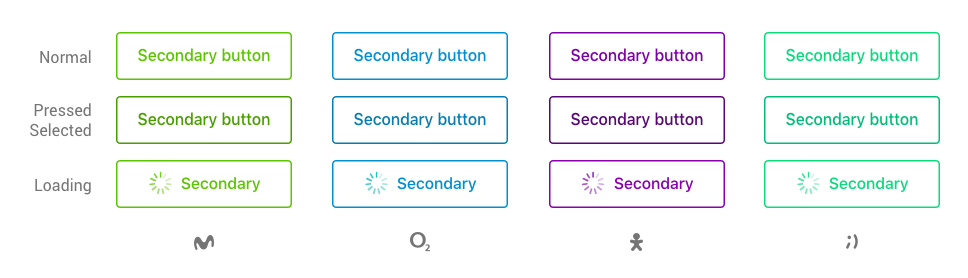 Normal Secondary button Secondary button Secondary button Secondary button
Pressed
Selected Secondary button Secondary button Secondary button Secondary button
Loading Secondary Secondary Secondary Secondary
O2 ;)